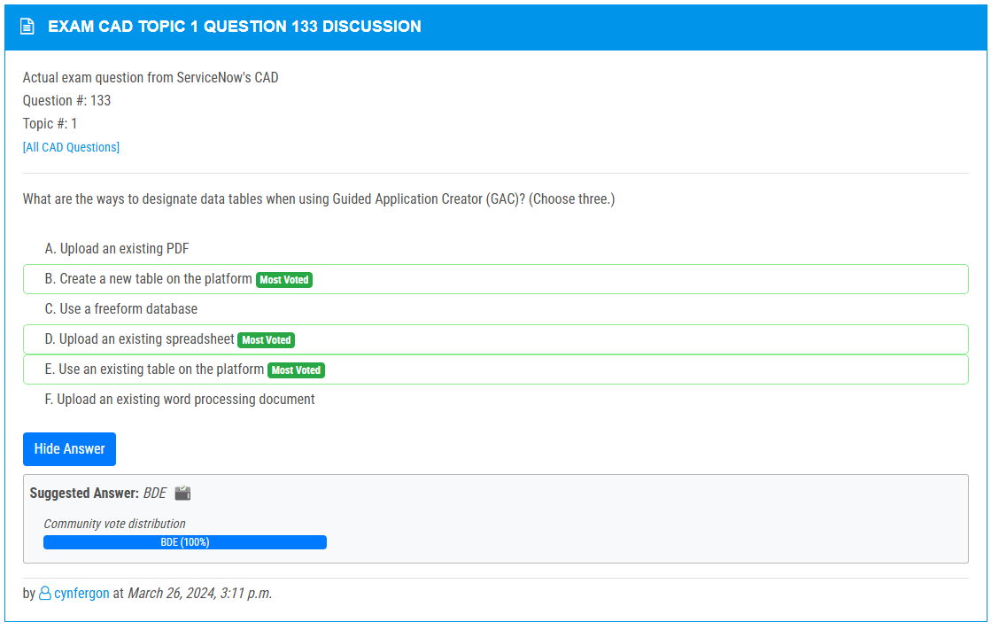 EXAM CAD TOPIC 1 QUESTION 133 DISCUSSION
Actual exam question from ServiceNow's CAD
Question #: 133
Topic #: 1
[All CAD Questions]
What are the ways to designate data tables when using Guided Application Creator (GAC)? (Choose three.)
A. Upload an existing PDF
B. Create a new table on the platform Most Voted
C. Use a freeform database
D. Upload an existing spreadsheet Most Voted
E. Use an existing table on the platform Most Voted
F. Upload an existing word processing document
Hide Answer
Suggested Answer: BDE
Community vote distribution
BDE (100%)
by cynfergon at March 26, 2024, 3:11 p.m.